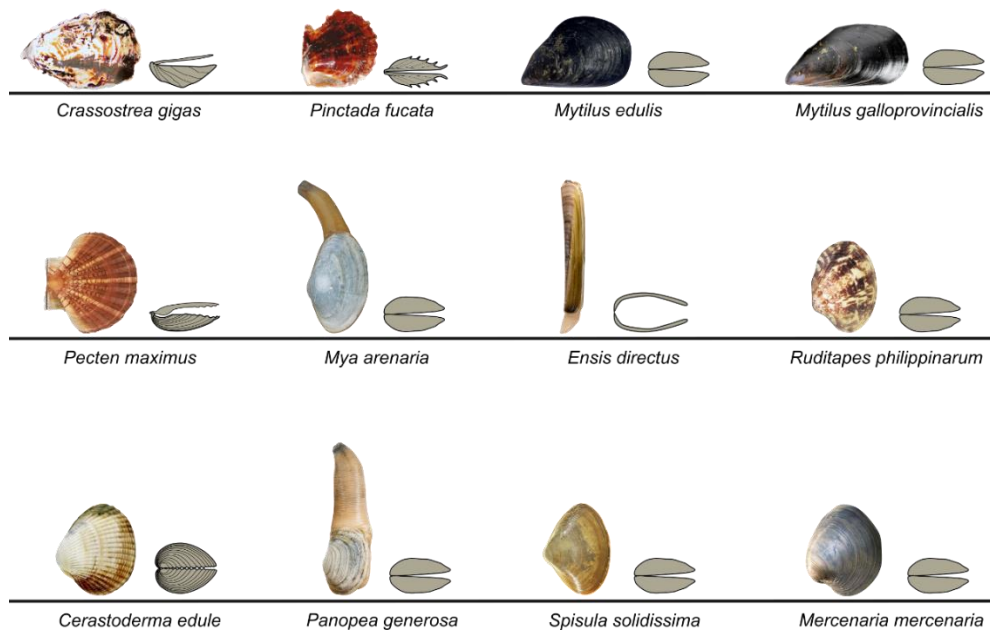 Crassostrea gigas
Pinctada fucata
Mytilus edulis
Mytilus galloprovincialis
Pecten maximus
Mya arenaria
Ensis directus
Ruditapes philippinarum
Cerastoderma edule
Panopea generosa
Spisula solidissima
Mercenaria mercenaria